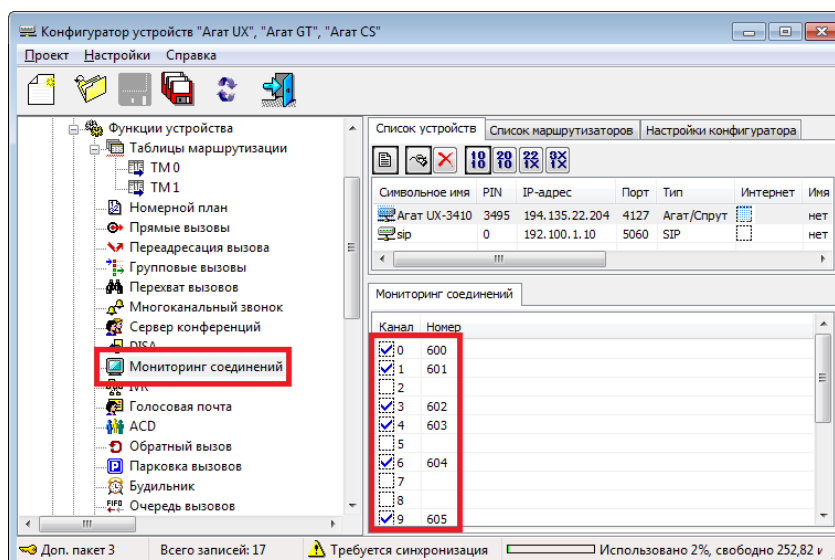 Конфигуратор устройств "Агат UX", "Агат GT", "Агат CS"
Проект Настройки Справка
Функции устройства
Таблицы маршрутизации
TM 0
TM 1
Номерной план
Прямые вызовы
Переадресация вызова
Групповые вызовы
Перехват вызовов
Многоканальный звонок
Сервер конференций
DISA
Мониторинг соединений
IVR
Голосовая почта
ACD
Обратный вызов
Парковка вызовов
Будильник
Очередь вызовов
Список устройств Список маршрутизаторов Настройки конфигуратора
Символьное имя PIN IP-адрес Порт Тип Интернет Имя
Агат UX-3410 3495 194.135.22.204 4127 Агат/Спрут нет
sip 0 192.100.1.10 5060 SIP нет
Мониторинг соединений
Канал Номер
0 600
1 601
2
3 602
4 603
5
6 604
7
8
9 605
Доп. пакет 3 Всего записей: 17 Требуется синхронизация Использовано 2%, свободно 252,82